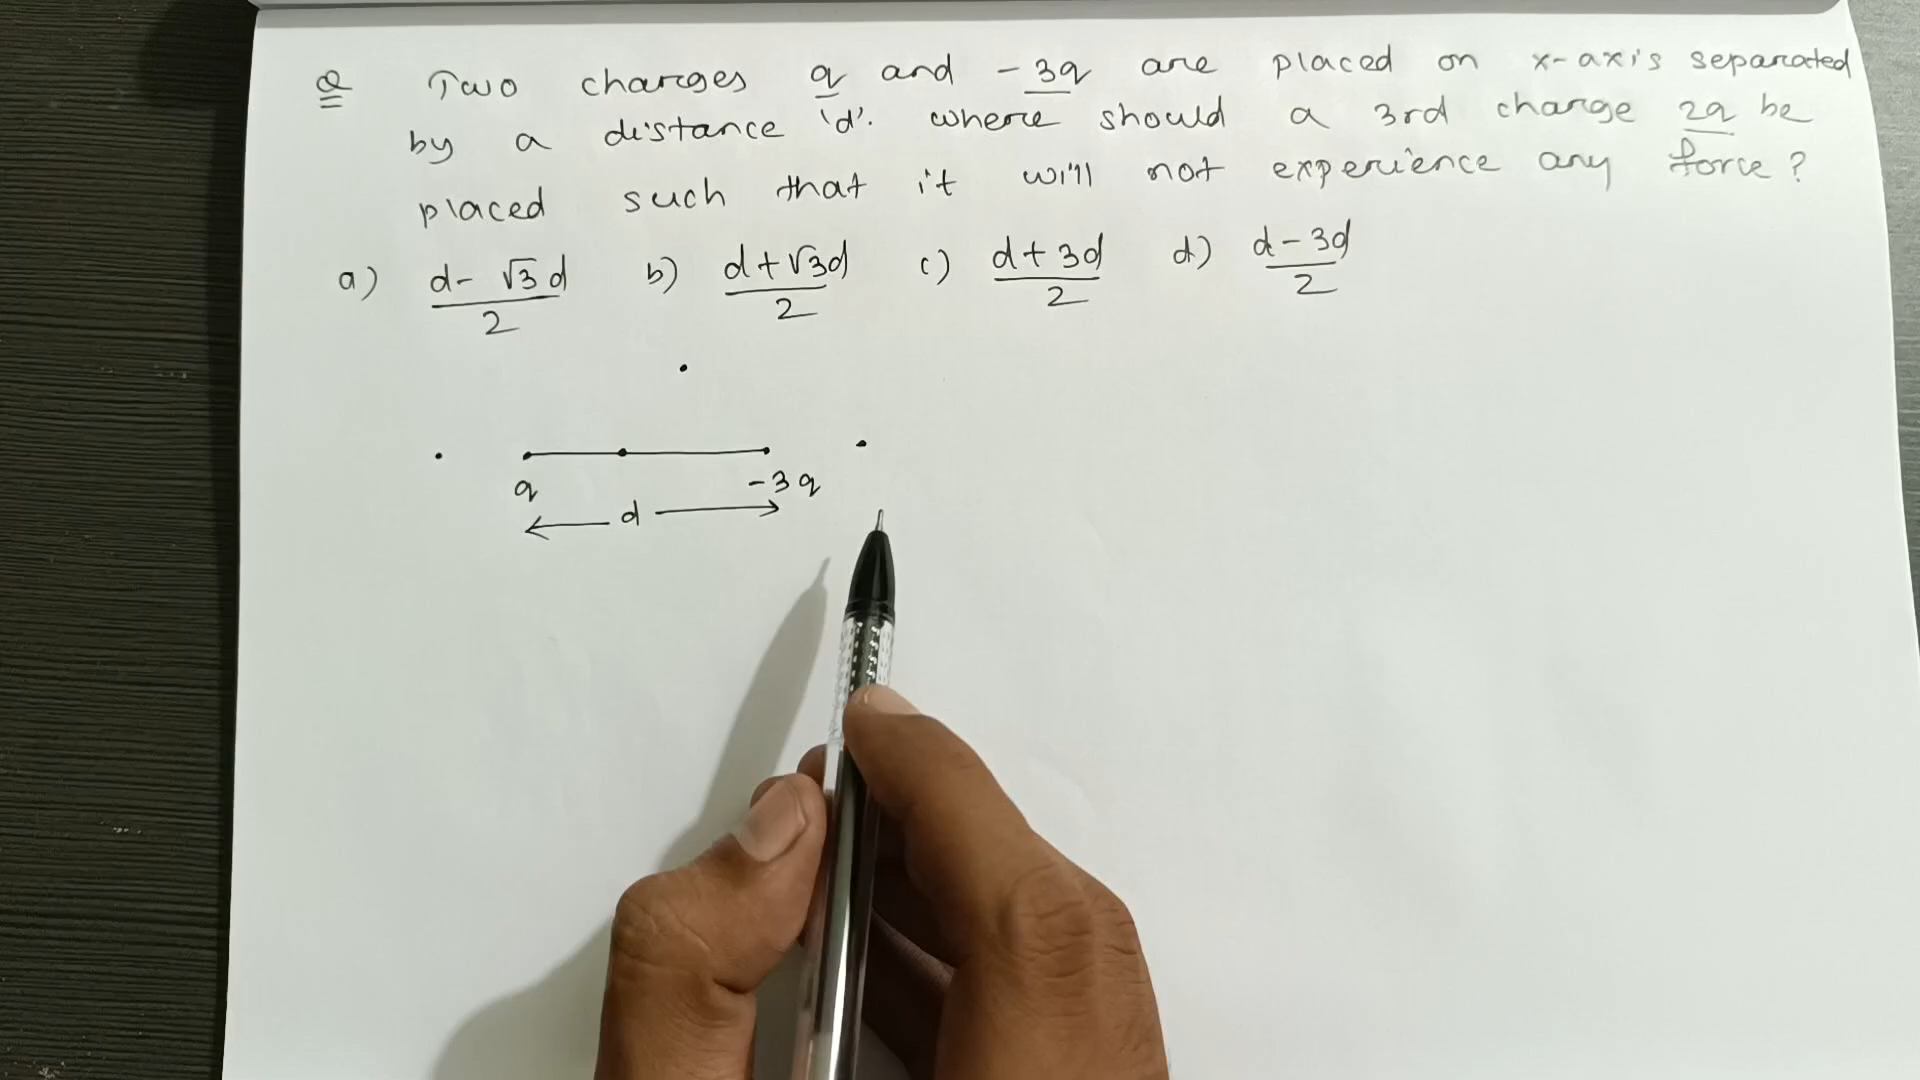 Q Two charges q and -3q are placed on x-axis separated
by a distance 'd'. where should a 3rd charge 2q be
placed such that it will not experience any force?
a) d-√3d/2 b) d+√3d/2 c) d+3d/2 d) d-3d/2
q -3q
d